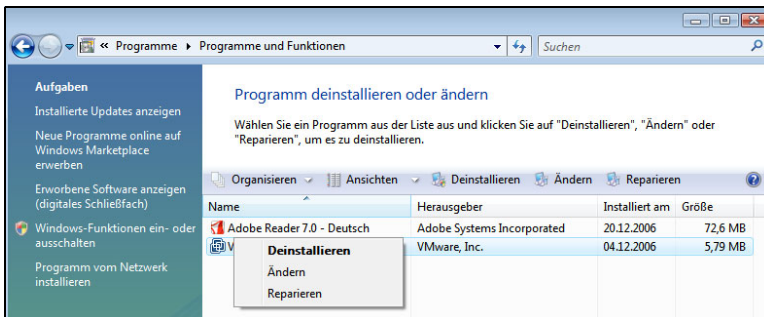 « Programme ▸ Programme und Funktionen
Suchen
Aufgaben
Installierte Updates anzeigen
Neue Programme online auf
Windows Marketplace
erwerben
Erworbene Software anzeigen
(digitales Schließfach)
Windows-Funktionen ein- oder
ausschalten
Programm vom Netzwerk
installieren
Programm deinstallieren oder ändern
Wählen Sie ein Programm aus der Liste aus und klicken Sie auf "Deinstallieren", "Ändern" oder
"Reparieren", um es zu deinstallieren.
Organisieren Ansichten Deinstallieren Ändern Reparieren
Name Herausgeber Installiert am Größe
Adobe Reader 7.0 - Deutsch Adobe Systems Incorporated 20.12.2006 72,6 MB
V VMware, Inc. 04.12.2006 5,79 MB
Deinstallieren
Ändern
Reparieren